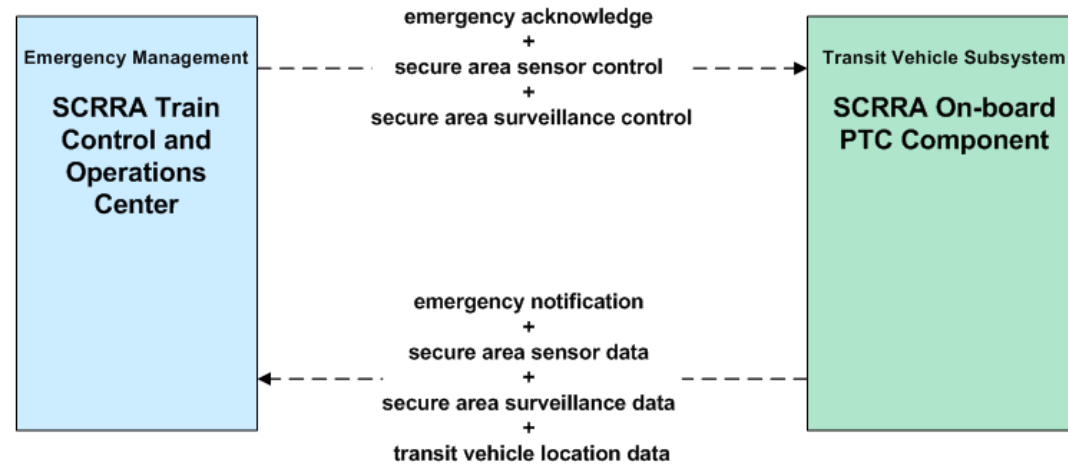 Emergency Management
SCRRA Train
Control and
Operations
Center
emergency acknowledge
+
secure area sensor control
+
secure area surveillance control
Transit Vehicle Subsystem
SCRRA On-board
PTC Component
emergency notification
+
secure area sensor data
+
secure area surveillance data
+
transit vehicle location data